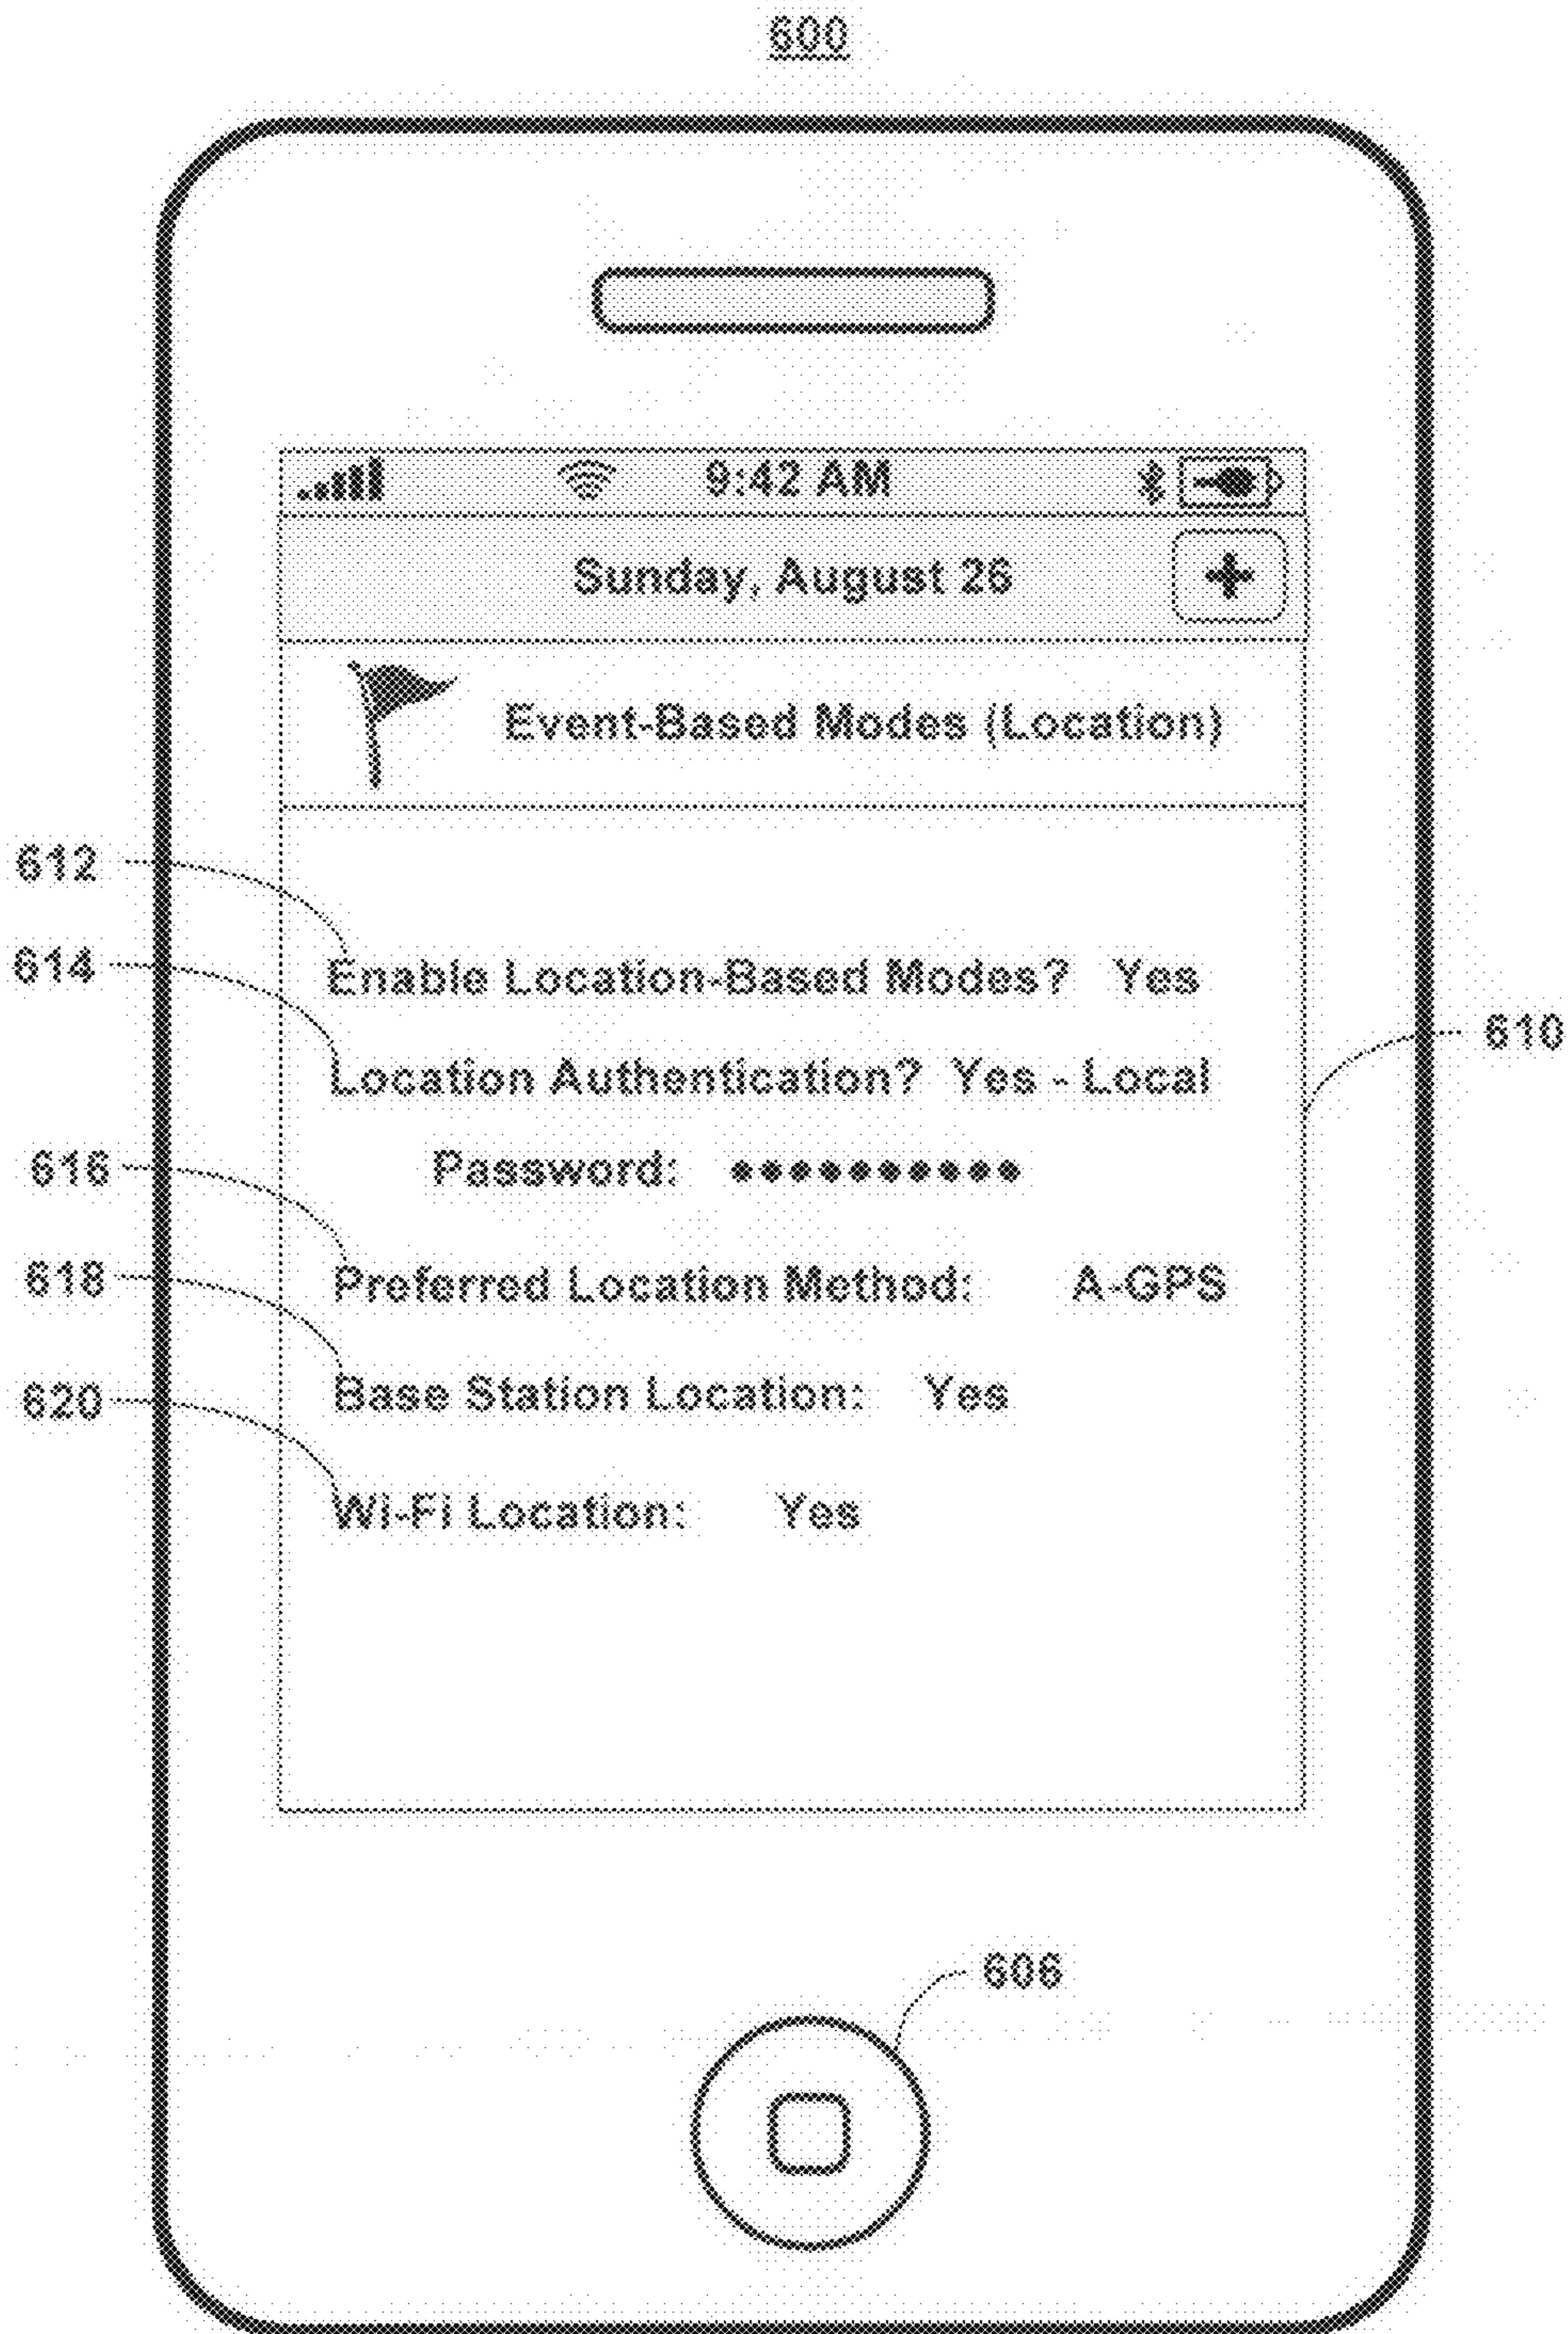 600
9:42 AM
Sunday, August 26
+
Event-Based Modes (Location)
612
614
Enable Location-Based Modes? Yes
610
Location Authentication? Yes - Local
616
Password: ••••••••••
618
Preferred Location Method: A-GPS
620
Base Station Location: Yes
Wi-Fi Location: Yes
606